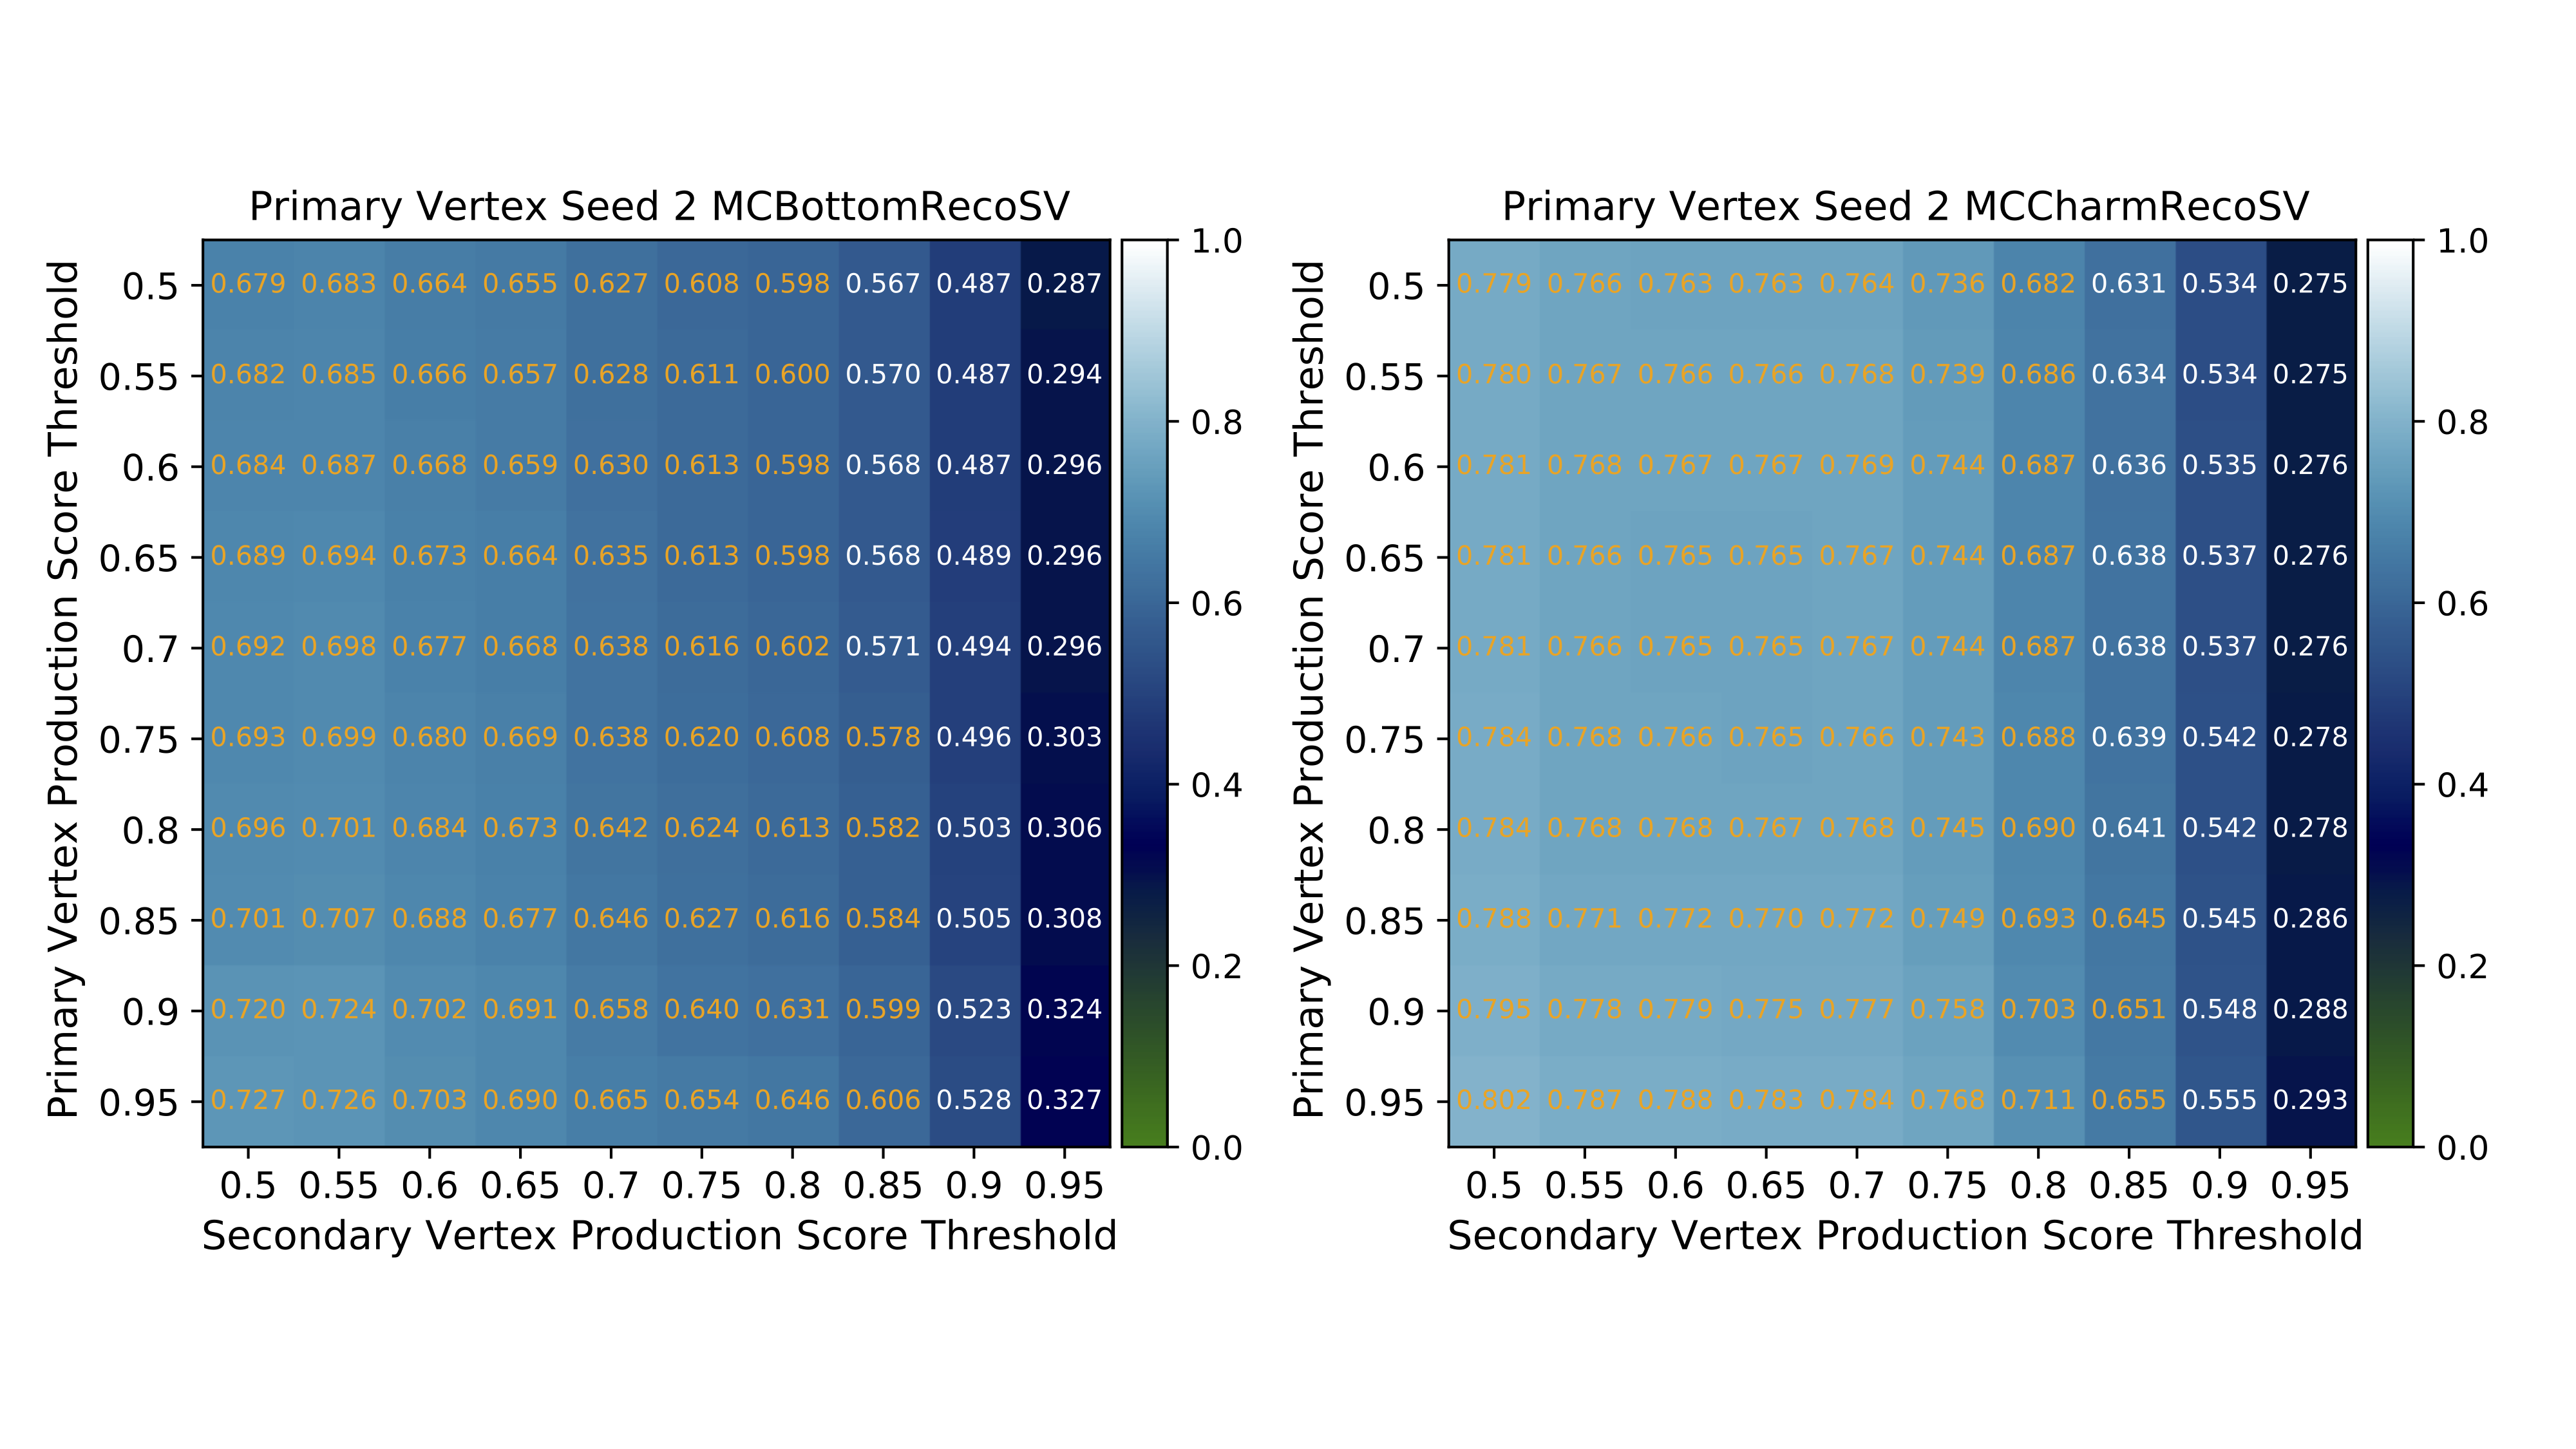 Primary Vertex Seed 2 MCBottomRecoSV
Primary Vertex Production Score Threshold
0.5 0.679 0.683 0.664 0.655 0.627 0.608 0.598 0.567 0.487 0.287
0.55 0.682 0.685 0.666 0.657 0.628 0.611 0.600 0.570 0.487 0.294
0.6 0.684 0.687 0.668 0.659 0.630 0.613 0.598 0.568 0.487 0.296
0.65 0.689 0.694 0.673 0.664 0.635 0.613 0.598 0.568 0.489 0.296
0.7 0.692 0.698 0.677 0.668 0.638 0.616 0.602 0.571 0.494 0.296
0.75 0.693 0.699 0.680 0.669 0.638 0.620 0.608 0.578 0.496 0.303
0.8 0.696 0.701 0.684 0.673 0.642 0.624 0.613 0.582 0.503 0.306
0.85 0.701 0.707 0.688 0.677 0.646 0.627 0.616 0.584 0.505 0.308
0.9 0.720 0.724 0.702 0.691 0.658 0.640 0.631 0.599 0.523 0.324
0.95 0.727 0.726 0.703 0.690 0.665 0.654 0.646 0.606 0.528 0.327
0.5 0.55 0.6 0.65 0.7 0.75 0.8 0.85 0.9 0.95
Secondary Vertex Production Score Threshold
1.0
0.8
0.6
0.4
0.2
0.0
Primary Vertex Seed 2 MCCharmRecoSV
Primary Vertex Production Score Threshold
0.5 0.779 0.766 0.763 0.763 0.764 0.736 0.682 0.631 0.534 0.275
0.55 0.780 0.767 0.766 0.766 0.768 0.739 0.686 0.634 0.534 0.275
0.6 0.781 0.768 0.767 0.767 0.769 0.744 0.687 0.636 0.535 0.276
0.65 0.781 0.766 0.765 0.765 0.767 0.744 0.687 0.638 0.537 0.276
0.7 0.781 0.766 0.765 0.765 0.767 0.744 0.687 0.638 0.537 0.276
0.75 0.784 0.768 0.766 0.765 0.766 0.743 0.688 0.639 0.542 0.278
0.8 0.784 0.768 0.768 0.767 0.768 0.745 0.690 0.641 0.542 0.278
0.85 0.788 0.771 0.772 0.770 0.772 0.749 0.693 0.645 0.545 0.286
0.9 0.795 0.778 0.779 0.775 0.777 0.758 0.703 0.651 0.548 0.288
0.95 0.802 0.787 0.788 0.783 0.784 0.768 0.711 0.655 0.555 0.293
0.5 0.55 0.6 0.65 0.7 0.75 0.8 0.85 0.9 0.95
Secondary Vertex Production Score Threshold
1.0
0.8
0.6
0.4
0.2
0.0